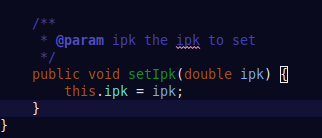 /**
 * @param ipk the ipk to set
 */
public void setIpk(double ipk) {
    this.ipk = ipk;
}
}